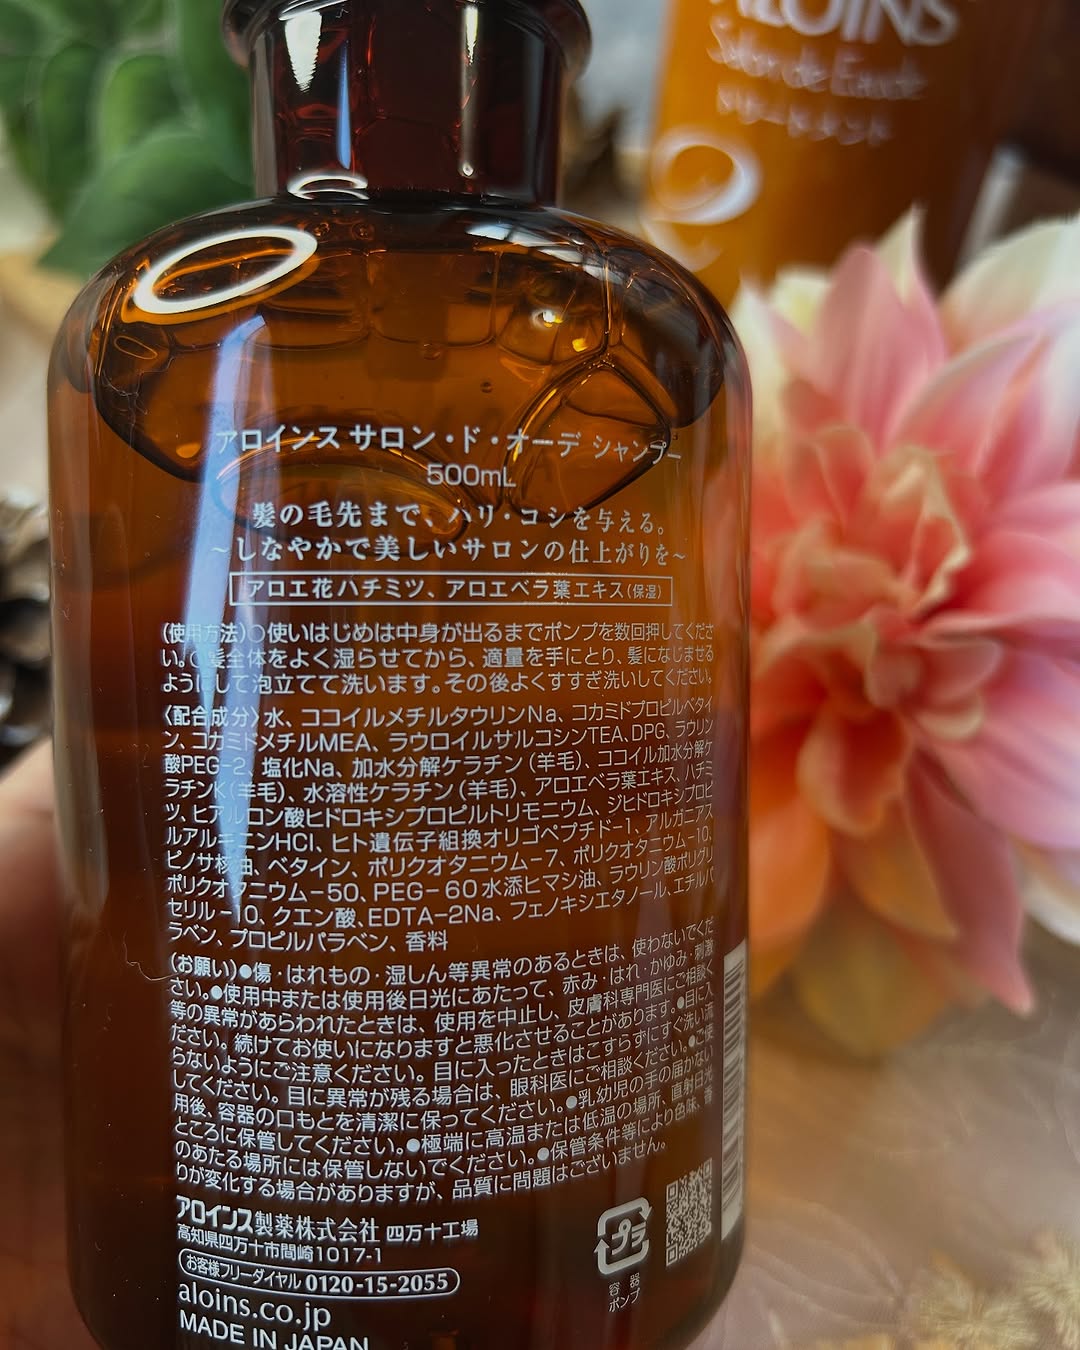 ALOINS
Salon de Eaude
トリートメント
アロインス サロン・ド・オーデ シャンプー
500mL
髪の毛先まで、ハリ・コシを与える。
～しなやかで美しいサロンの仕上がりを～
アロエ花ハチミツ、アロエベラ葉エキス(保湿)
〈使用方法〉○使いはじめは中身が出るまでポンプを数回押してくださ
い。○髪全体をよく湿らせてから、適量を手にとり、髪になじませる
ようにして泡立てて洗います。その後よくすすぎ洗いしてください。
〈配合成分〉水、ココイルメチルタウリンNa、コカミドプロピルベタイ
ン、コカミドメチルMEA、ラウロイルサルコシンTEA、DPG、ラウリン
酸PEG-2、塩化Na、加水分解ケラチン(羊毛)、ココイル加水分解ケ
ラチンK(羊毛)、水溶性ケラチン(羊毛)、アロエベラ葉エキス、ハチミ
ツ、ヒアルロン酸ヒドロキシプロピルトリモニウム、ジヒドロキシプロピ
ルアルギニンHCl、ヒト遺伝子組換オリゴペプチド-1、アルガニアス
ピノサ核油、ベタイン、ポリクオタニウム-7、ポリクオタニウム-10、
ポリクオタニウム-50、PEG-60水添ヒマシ油、ラウリン酸ポリグリ
セリル-10、クエン酸、EDTA-2Na、フェノキシエタノール、エチルパ
ラベン、プロピルパラベン、香料
〈お願い〉●傷・はれもの・湿しん等異常のあるときは、使わないでくだ
さい。●使用中または使用後日光にあたって、赤み・はれ・かゆみ・刺激
等の異常があらわれたときは、使用を中止し、皮膚科専門医にご相談く
ださい。続けてお使いになりますと悪化させることがあります。●目に入
らないようにご注意ください。目に入ったときはこすらずにすぐ洗い流
してください。目に異常が残る場合は、眼科医にご相談ください。●ご使
用後、容器の口もとを清潔に保ってください。●乳幼児の手の届かない
ところに保管してください。●極端に高温または低温の場所、直射日光
のあたる場所には保管しないでください。●保管条件等により色味、香
りが変化する場合がありますが、品質に問題はございません。
アロインス製薬株式会社 四万十工場
高知県四万十市間崎1017-1
お客様フリーダイヤル 0120-15-2055
aloins.co.jp
MADE IN JAPAN
プラ
容器
ポンプ